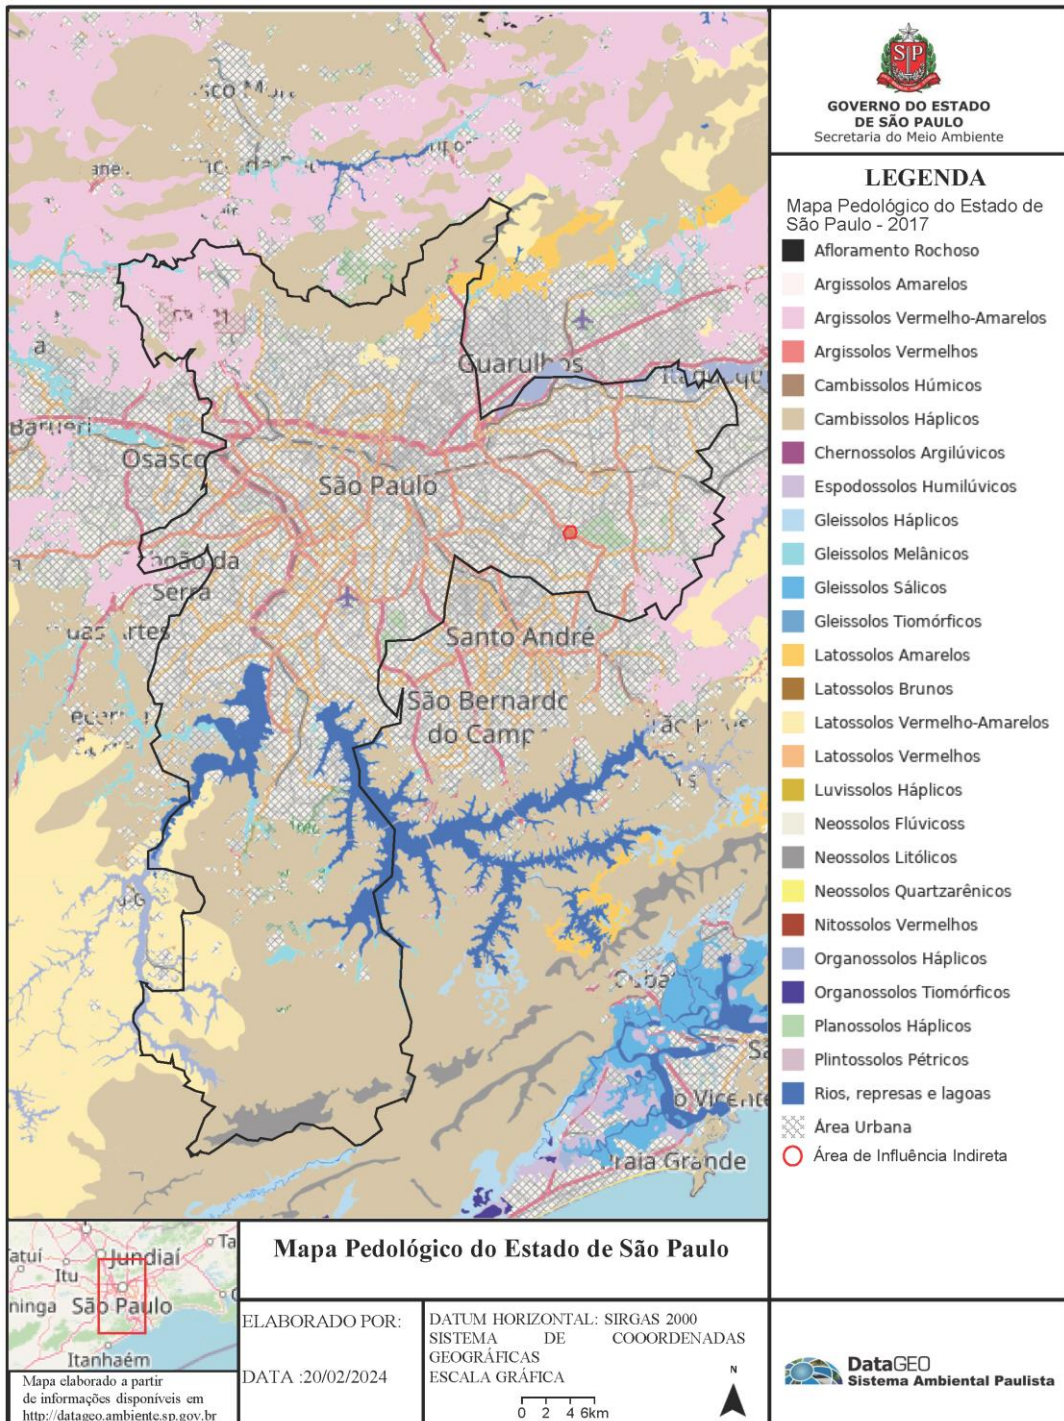 GOVERNO DO ESTADO
DE SÃO PAULO
Secretaria do Meio Ambiente
LEGENDA
Mapa Pedológico do Estado de
São Paulo - 2017
Afloramento Rochoso
Argissolos Amarelos
Argissolos Vermelho-Amarelos
Argissolos Vermelhos
Cambissolos Húmicos
Cambissolos Háplicos
Chernossolos Argilúvicos
Espodossolos Humilúvicos
Gleissolos Háplicos
Gleissolos Melânicos
Gleissolos Sálicos
Gleissolos Tiomórficos
Latossolos Amarelos
Latossolos Brunos
Latossolos Vermelho-Amarelos
Latossolos Vermelhos
Luvissolos Háplicos
Neossolos Flúvicoss
Neossolos Litólicos
Neossolos Quartzarênicos
Nitossolos Vermelhos
Organossolos Háplicos
Organossolos Tiomórficos
Planossolos Háplicos
Plintossolos Pétricos
Rios, represas e lagoas
Área Urbana
Área de Influência Indireta
Guarulhos
Barueri
Osasco
São Paulo
Serra
Santo André
São Bernardo
do Camp
o Vicente
Praia Grande
Mapa Pedológico do Estado de São Paulo
Jundiaí
Ta
Itu
São Paulo
Itanhaém
Mapa elaborado a partir
de informações disponíveis em
http://datageo.ambiente.sp.gov.br
ELABORADO POR:
DATA :20/02/2024
DATUM HORIZONTAL: SIRGAS 2000
SISTEMA DE COOORDENADAS
GEOGRÁFICAS
ESCALA GRÁFICA
0 2 4 6km
N
DataGEO
Sistema Ambiental Paulista